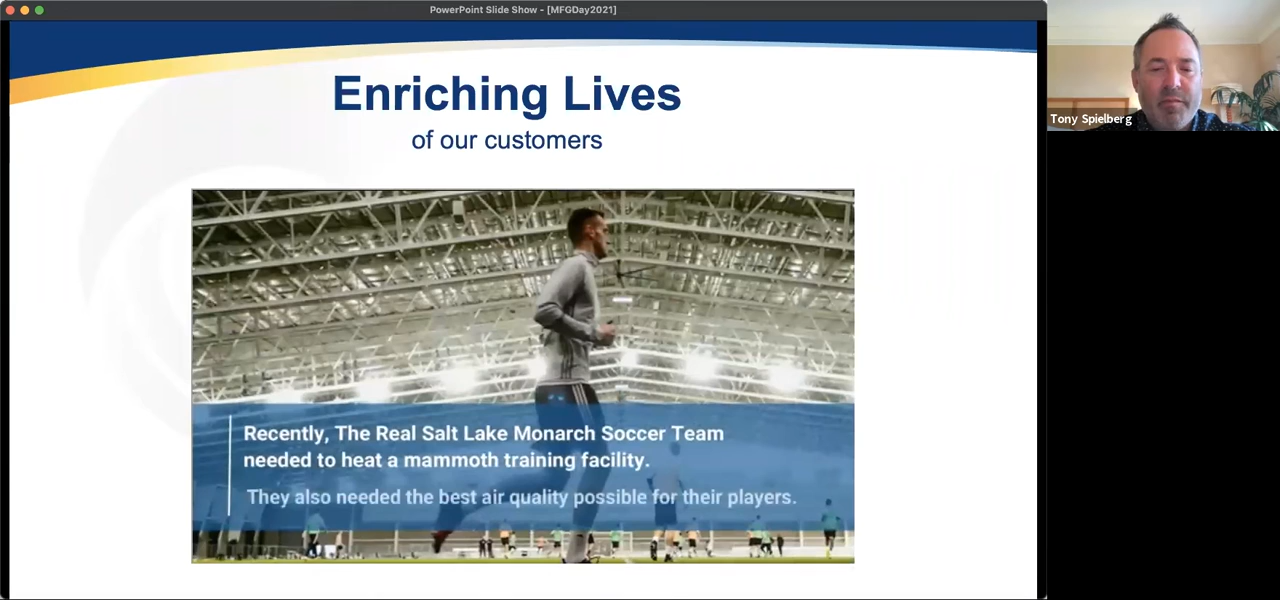 PowerPoint Slide Show - [MFGDay2021]
Enriching Lives
of our customers
Tony Spielberg
Recently, The Real Salt Lake Monarch Soccer Team
needed to heat a mammoth training facility.
They also needed the best air quality possible for their players.